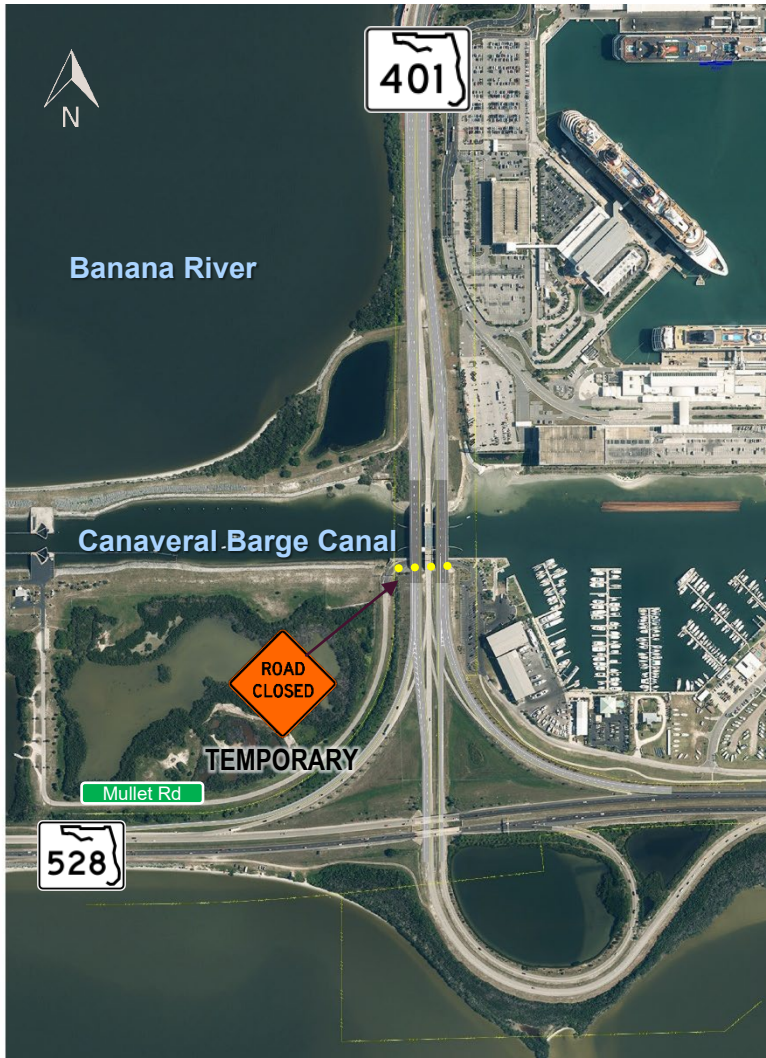 401
N
Banana River
Canaveral Barge Canal
ROAD
CLOSED
TEMPORARY
Mullet Rd
528